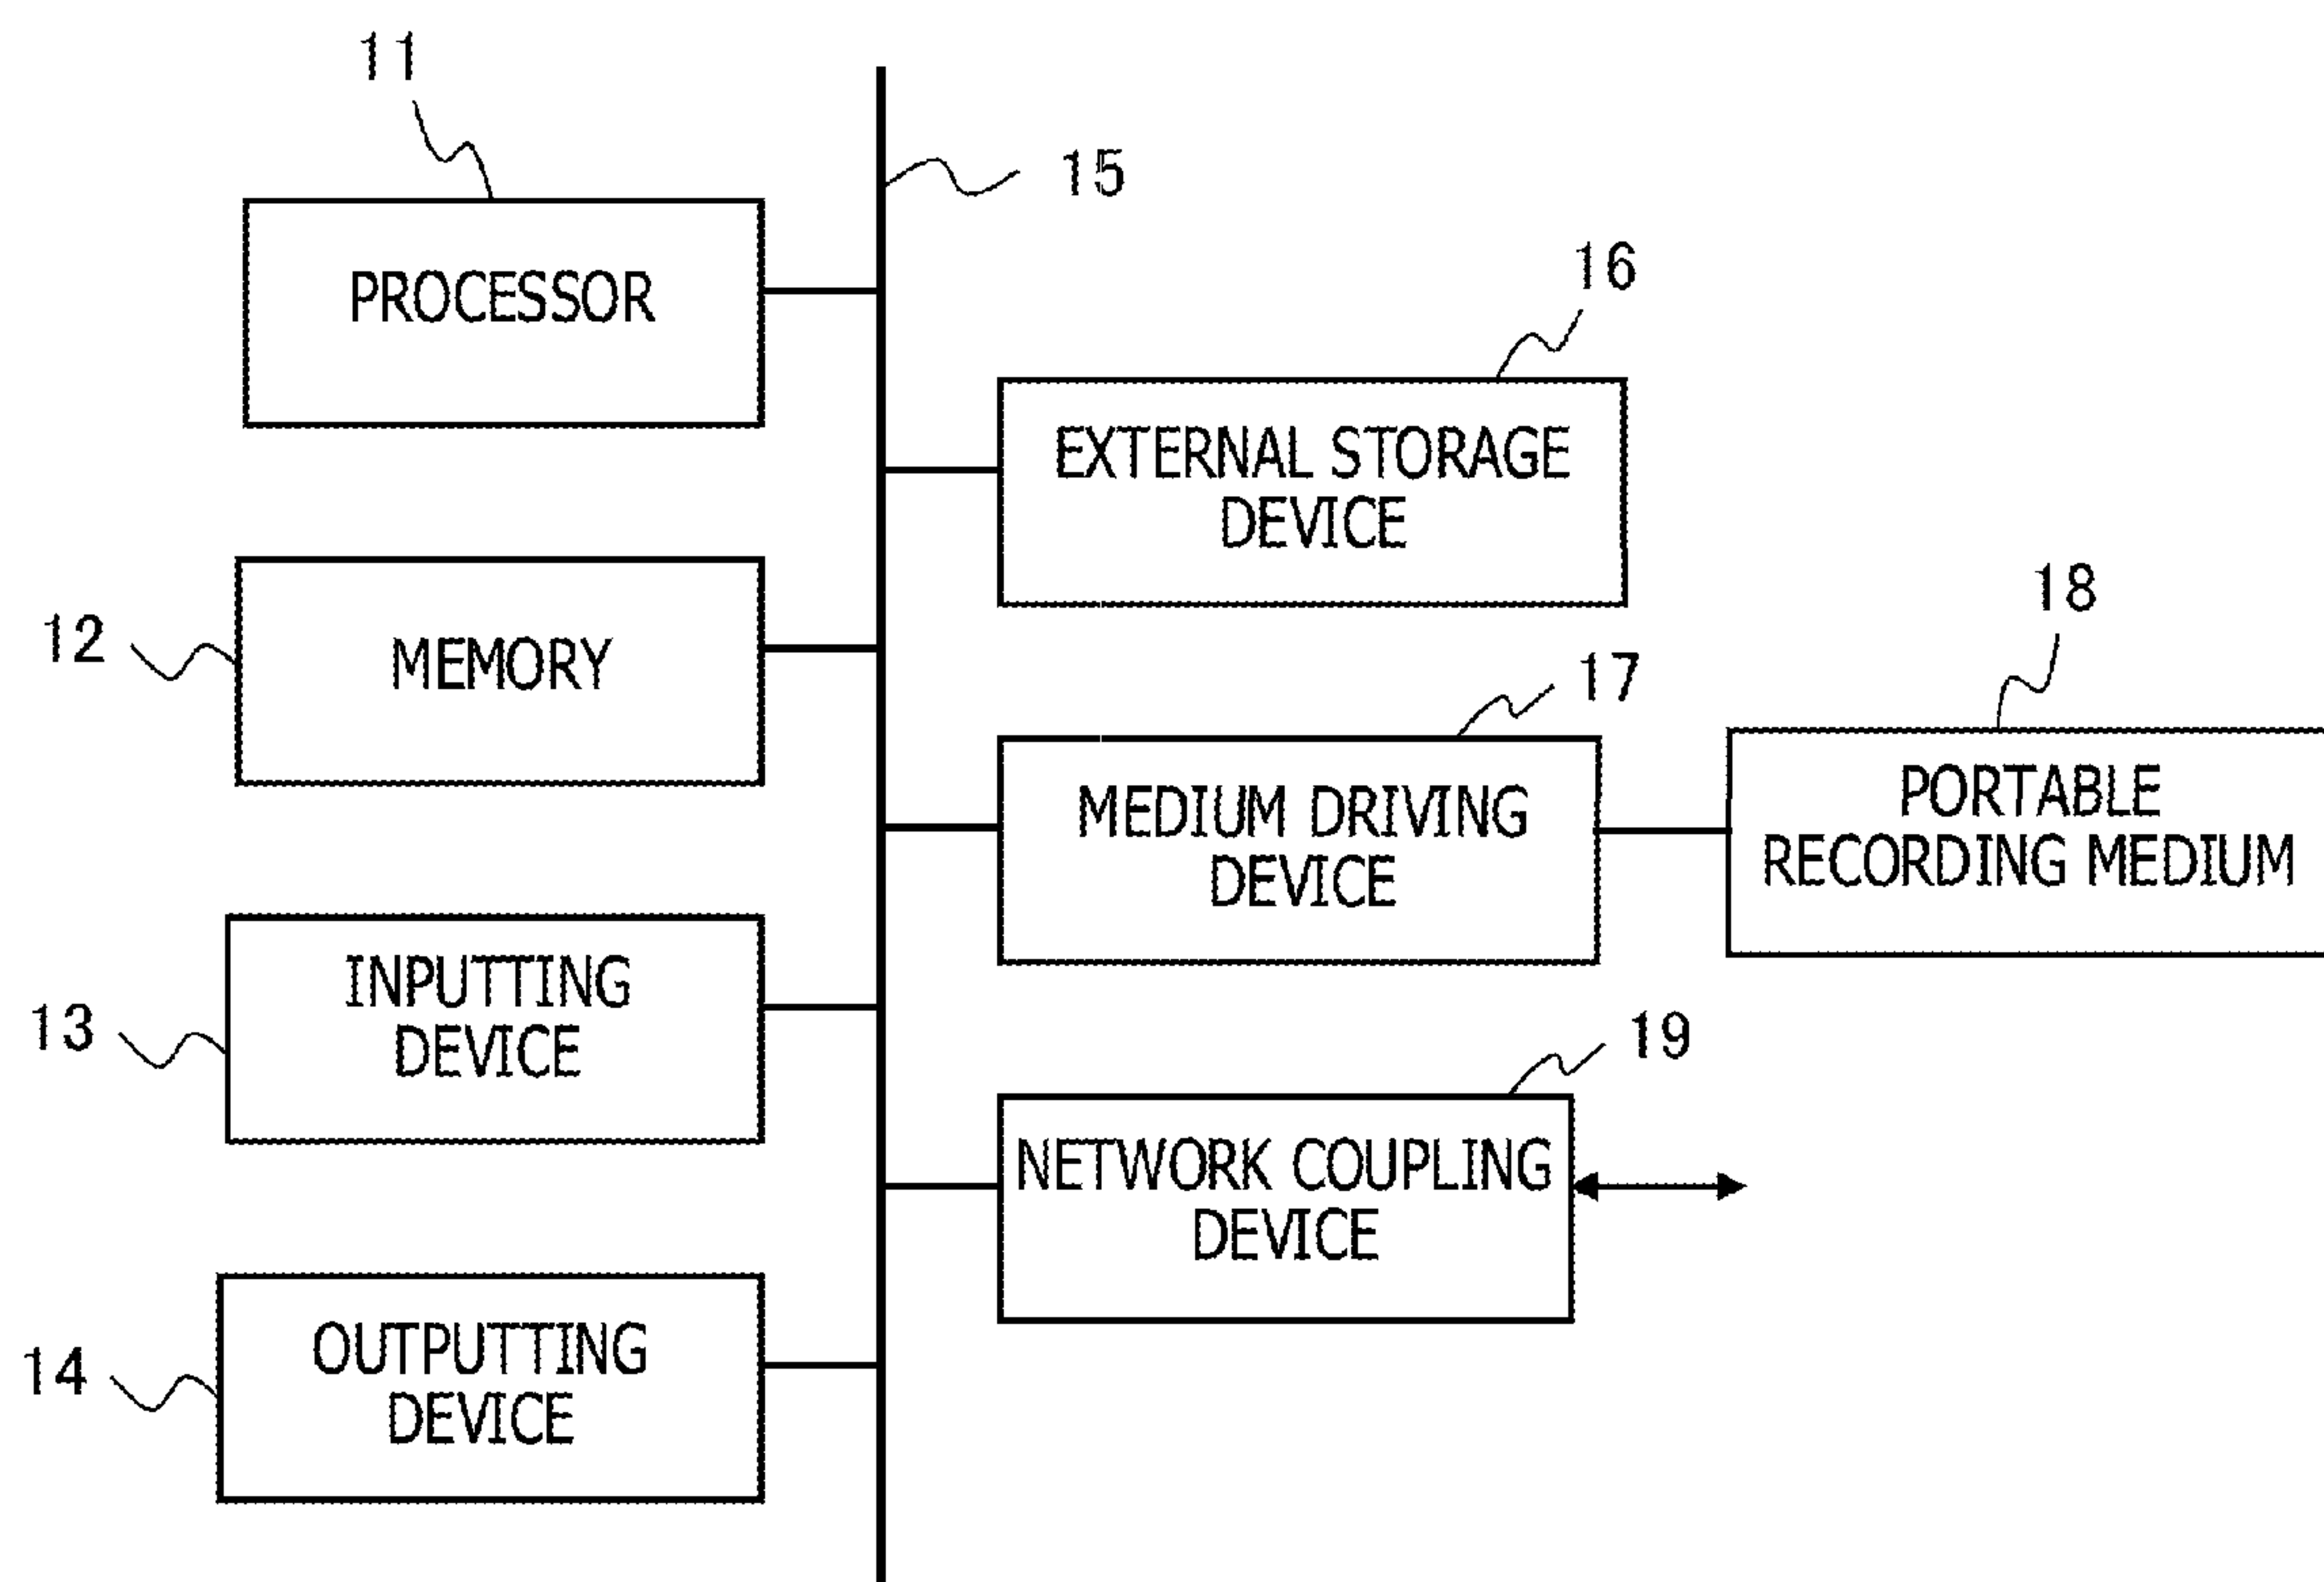 11
15
PROCESSOR
16
EXTERNAL STORAGE
DEVICE
12
MEMORY
18
17
MEDIUM DRIVING
DEVICE
PORTABLE
RECORDING MEDIUM
13
INPUTTING
DEVICE
19
NETWORK COUPLING
DEVICE
14
OUTPUTTING
DEVICE